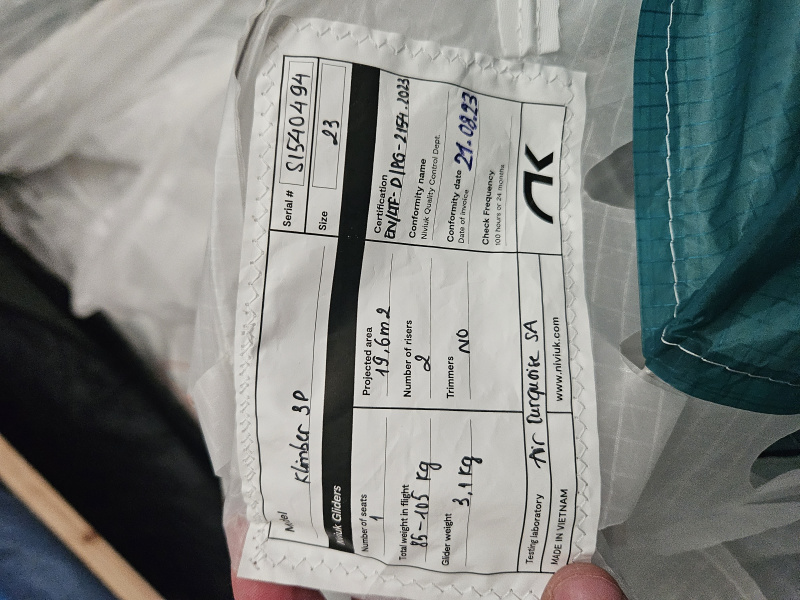 Model
Klimber 3P
Serial # S1540494
Size 23
Niviuk Gliders
Number of seats
1
Total weight in flight
85-105 kg
Glider weight
3,1 kg
Projected area
19,6m2
Number of risers
2
Trimmers
NO
Certification
EN/LTF-D/PG-2154.2023
Conformity name
Niviuk Quality Control Dept.
Conformity date 21.08.23
Date of invoice
Check Frequency
100 hours or 24 months
Testing laboratory Air Turquoise SA
MADE IN VIETNAM
www.niviuk.com